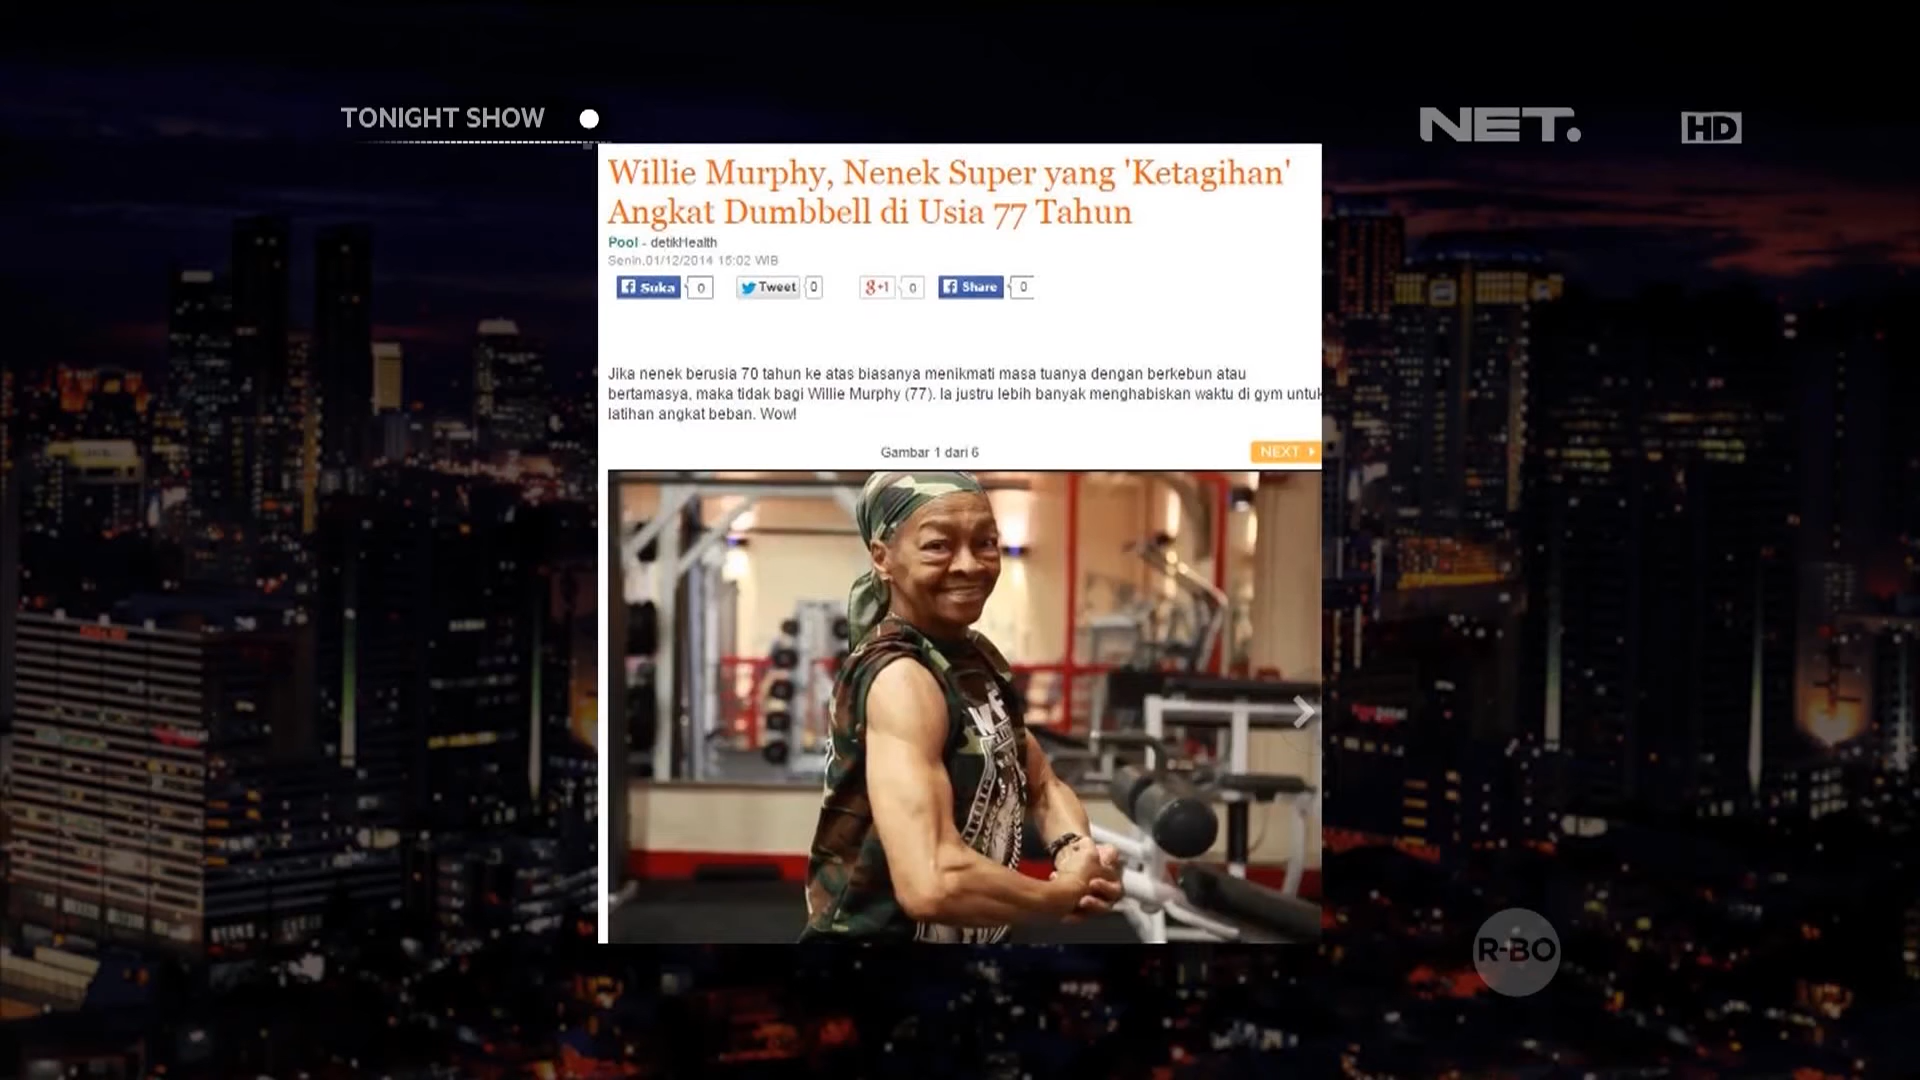 TONIGHT SHOW
NET.
HD
Willie Murphy, Nenek Super yang 'Ketagihan'
Angkat Dumbbell di Usia 77 Tahun
Pool - detikHealth
Senin,01/12/2014 15:02 WIB
Suka 0
Tweet 0
g+1 0
Share 0
Jika nenek berusia 70 tahun ke atas biasanya menikmati masa tuanya dengan berkebun atau
bertamasya, maka tidak bagi Willie Murphy (77). Ia justru lebih banyak menghabiskan waktu di gym untuk
latihan angkat beban. Wow!
Gambar 1 dari 6
NEXT
R-BO